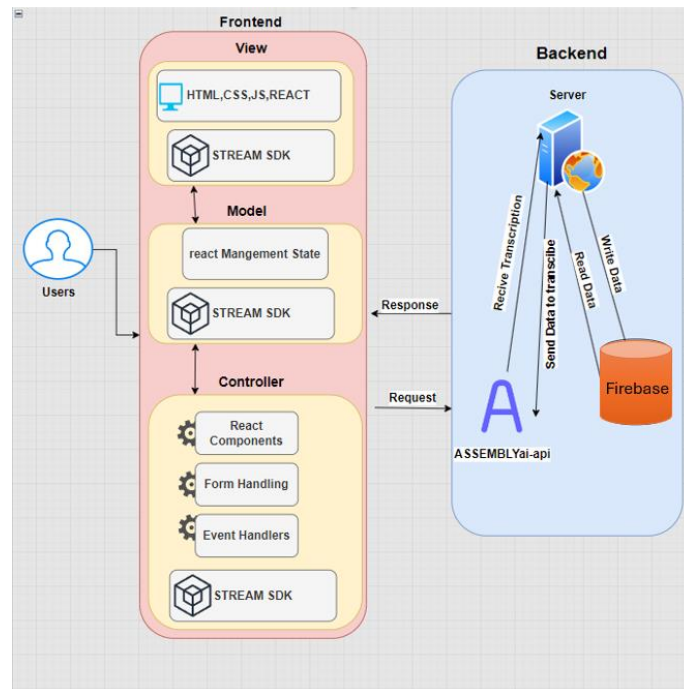 Frontend
View
HTML,CSS,JS,REACT
STREAM SDK
Model
react Mangement State
STREAM SDK
Controller
React
Components
Form Handling
Event Handlers
STREAM SDK
Users
Response
Request
Backend
Server
Recive Transcription
Send Data to transcibe
Read Data
Write Data
Firebase
ASSEMBLYai-api